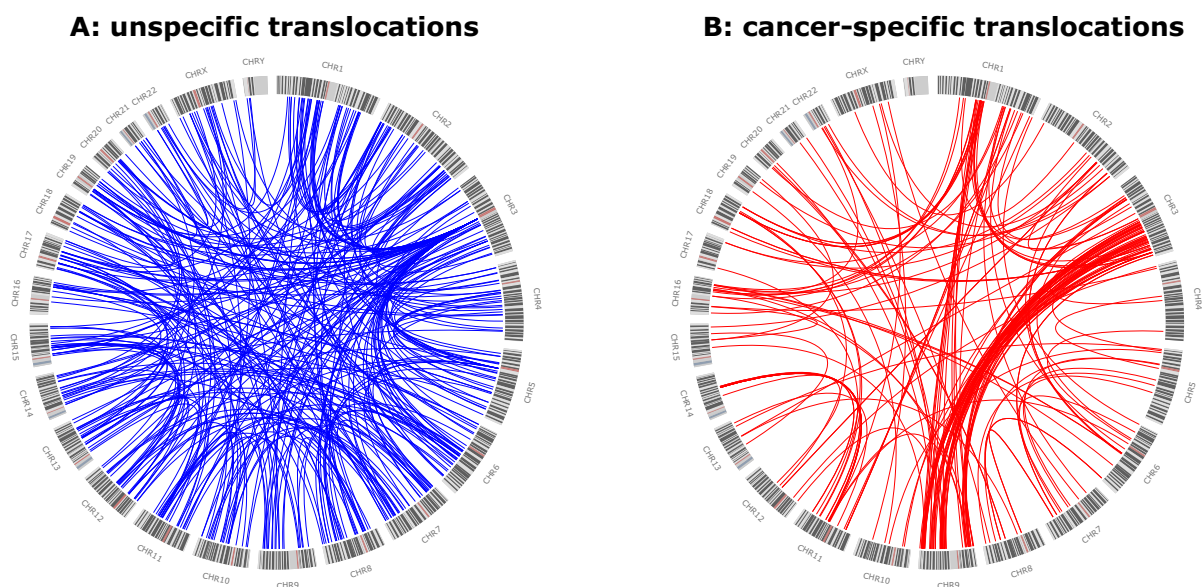 A: unspecific translocations
B: cancer-specific translocations
CHR1
CHR2
CHR3
CHR4
CHR5
CHR6
CHR7
CHR8
CHR9
CHR10
CHR11
CHR12
CHR13
CHR14
CHR15
CHR16
CHR17
CHR18
CHR19
CHR20
CHR21
CHR22
CHRX
CHRY
CHR1
CHR2
CHR3
CHR4
CHR5
CHR6
CHR7
CHR8
CHR9
CHR10
CHR11
CHR12
CHR13
CHR14
CHR15
CHR16
CHR17
CHR18
CHR19
CHR20
CHR21
CHR22
CHRX
CHRY